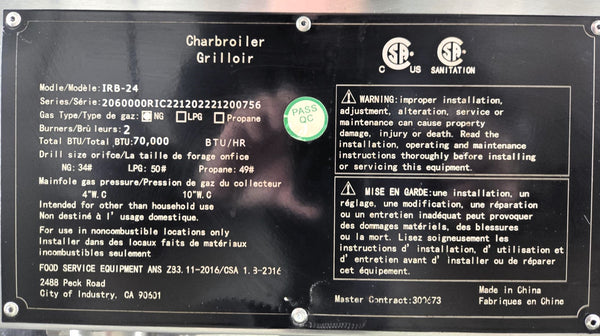 Charbroiler
Grilloir
Modle/Modèle: IRB-24
Series/Série: 2060000RIC221202221200756
Gas Type/Type de gaz: NG LPG Propane
Burners/Brûleurs: 2
Total BTU/Total BTU: 70,000 BTU/HR
Drill size orifce/La taille de forage onfice
NG: 34# LPG: 50# Propane: 49#
Mainfole gas pressure/Pression de gaz du collecteur
4"W.C 10"W.C
Intended for other than household use
Non destiné à l' usage domestique.
For use in noncombustible locations only
Installer dans des locaux faits de matériaux
incombustibles seulement
FOOD SERVICE EQUIPMENT ANS Z83.11-2016/CSA 1.8-2016
2488 Peck Road
City of Industry, CA 90601
PASS
QC
SA
C US
SA
SANITATION
WARNING: improper installation,
adjustment, alteration, service or
maintenance can cause property
damage, injury or death. Read the
installation, operating and maintenance
instructions thoroughly before installing
or servicing this equipment.
MISE EN GARDE: une installation, un
réglage, une modification, une réparation
ou un entretien inadéquat peut provoquer
des dommages matériels, des blessures
ou la mort. Lisez soigneusement les
instructions d' installation, d' utilisation et
d' entretien avant d' installer ou de réparer
cet équipement.
Master Contract: 300673
Made in China
Fabriques en Chine